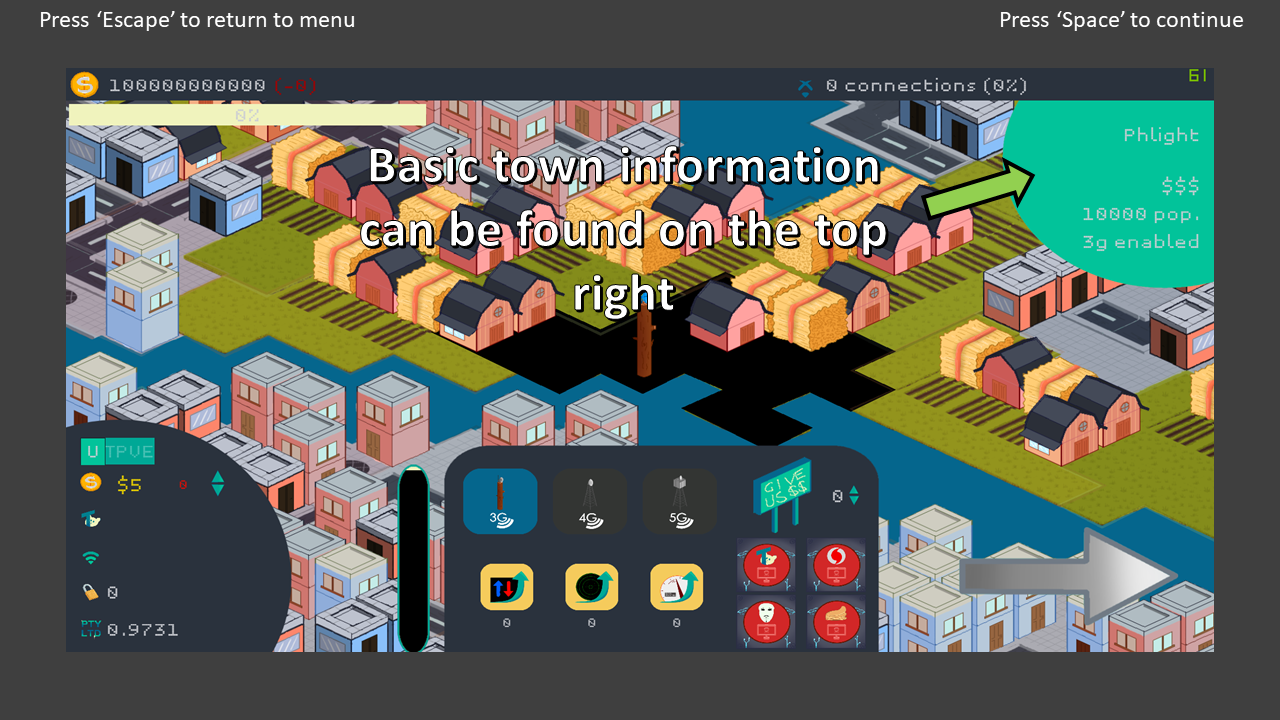 Press ‘Escape’ to return to menu
Press ‘Space’ to continue
100000000000 (-0)
0 connections (0%)
61
0%
Phlight
$$$
10000 pop.
3g enabled
Basic town information
can be found on the top
right
U TPVE
$5 0
0
PTY LTD 0.9731
3G
4G
5G
GIVE
US $$
0
0
0
0